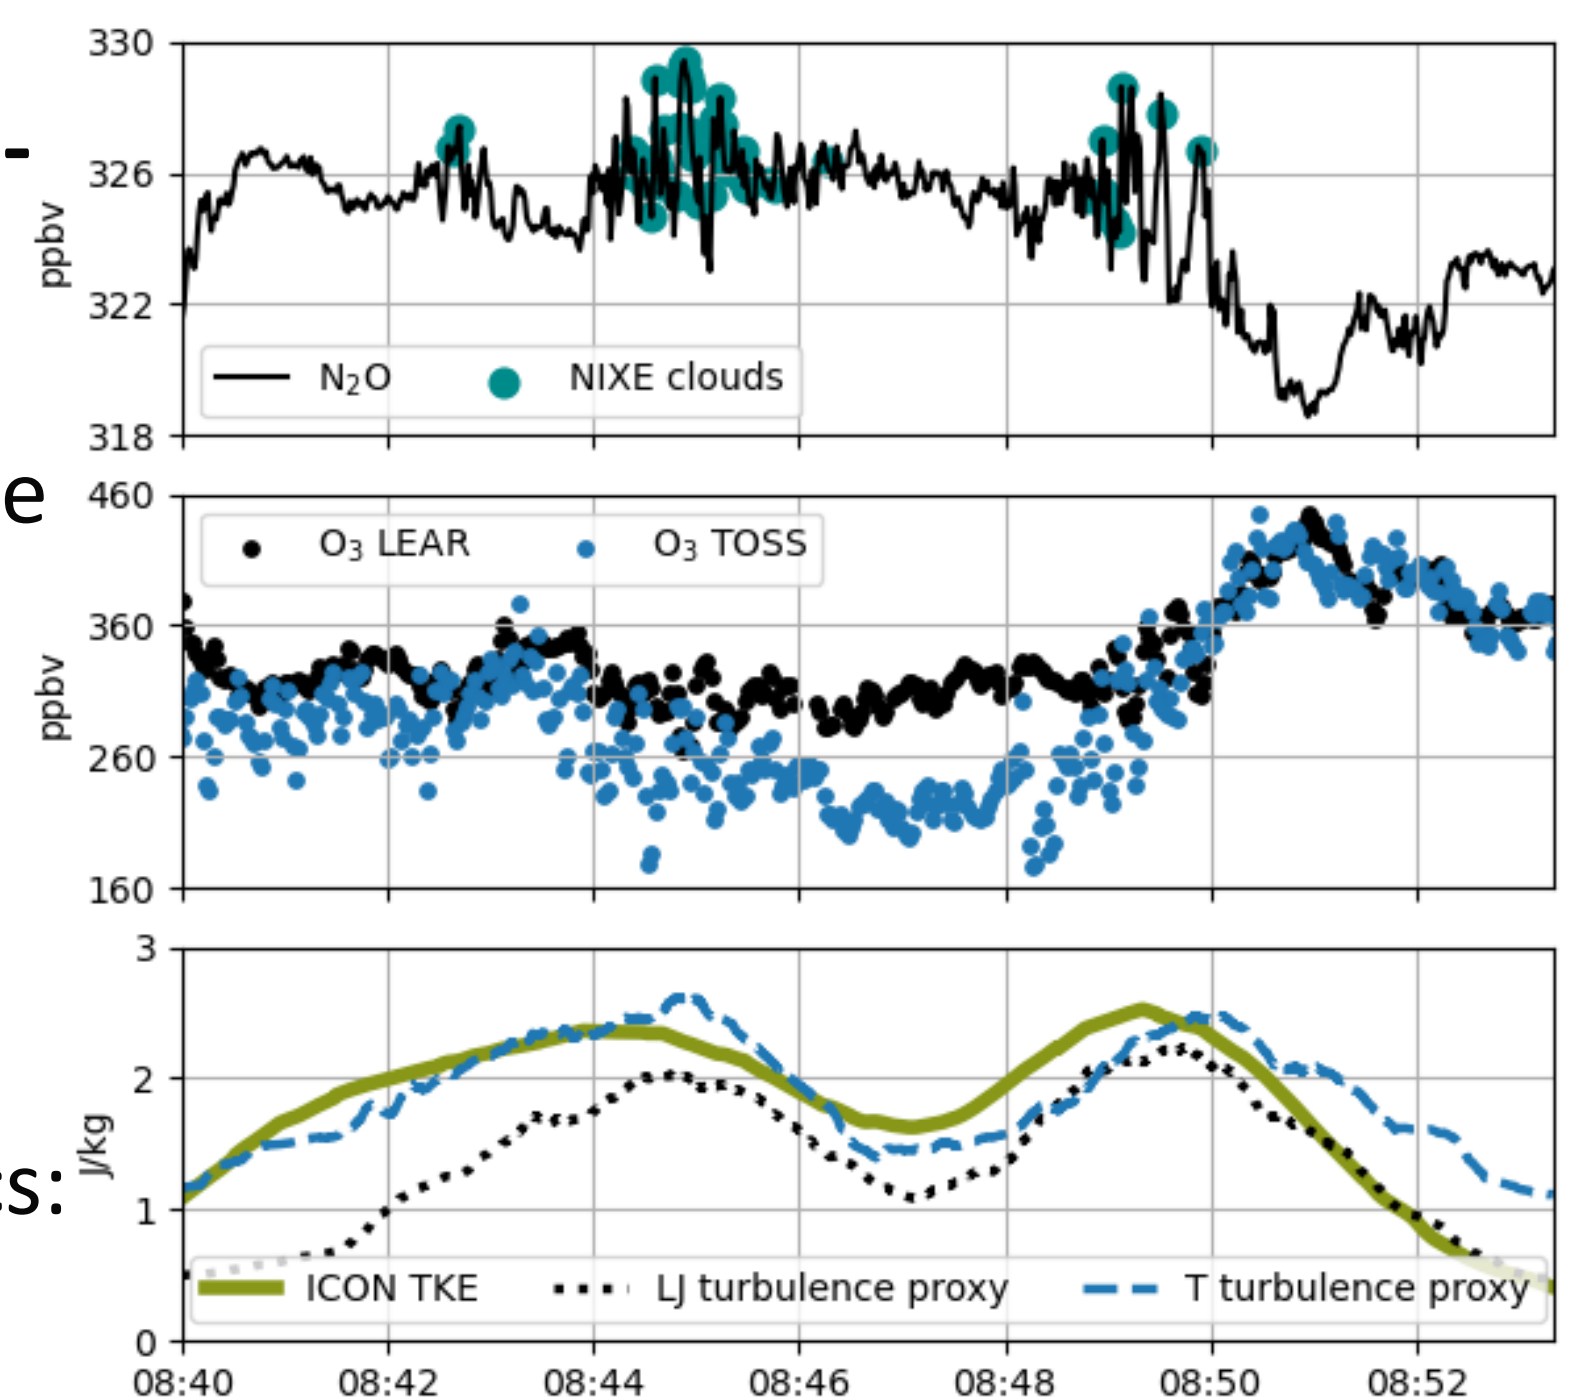 330
326
322
318
ppbv
N₂O NIXE clouds
-
e
460
360
260
160
ppbv
O₃ LEAR O₃ TOSS
3
2
1
0
J/kg
s:
ICON TKE LJ turbulence proxy T turbulence proxy
08:40 08:42 08:44 08:46 08:48 08:50 08:52